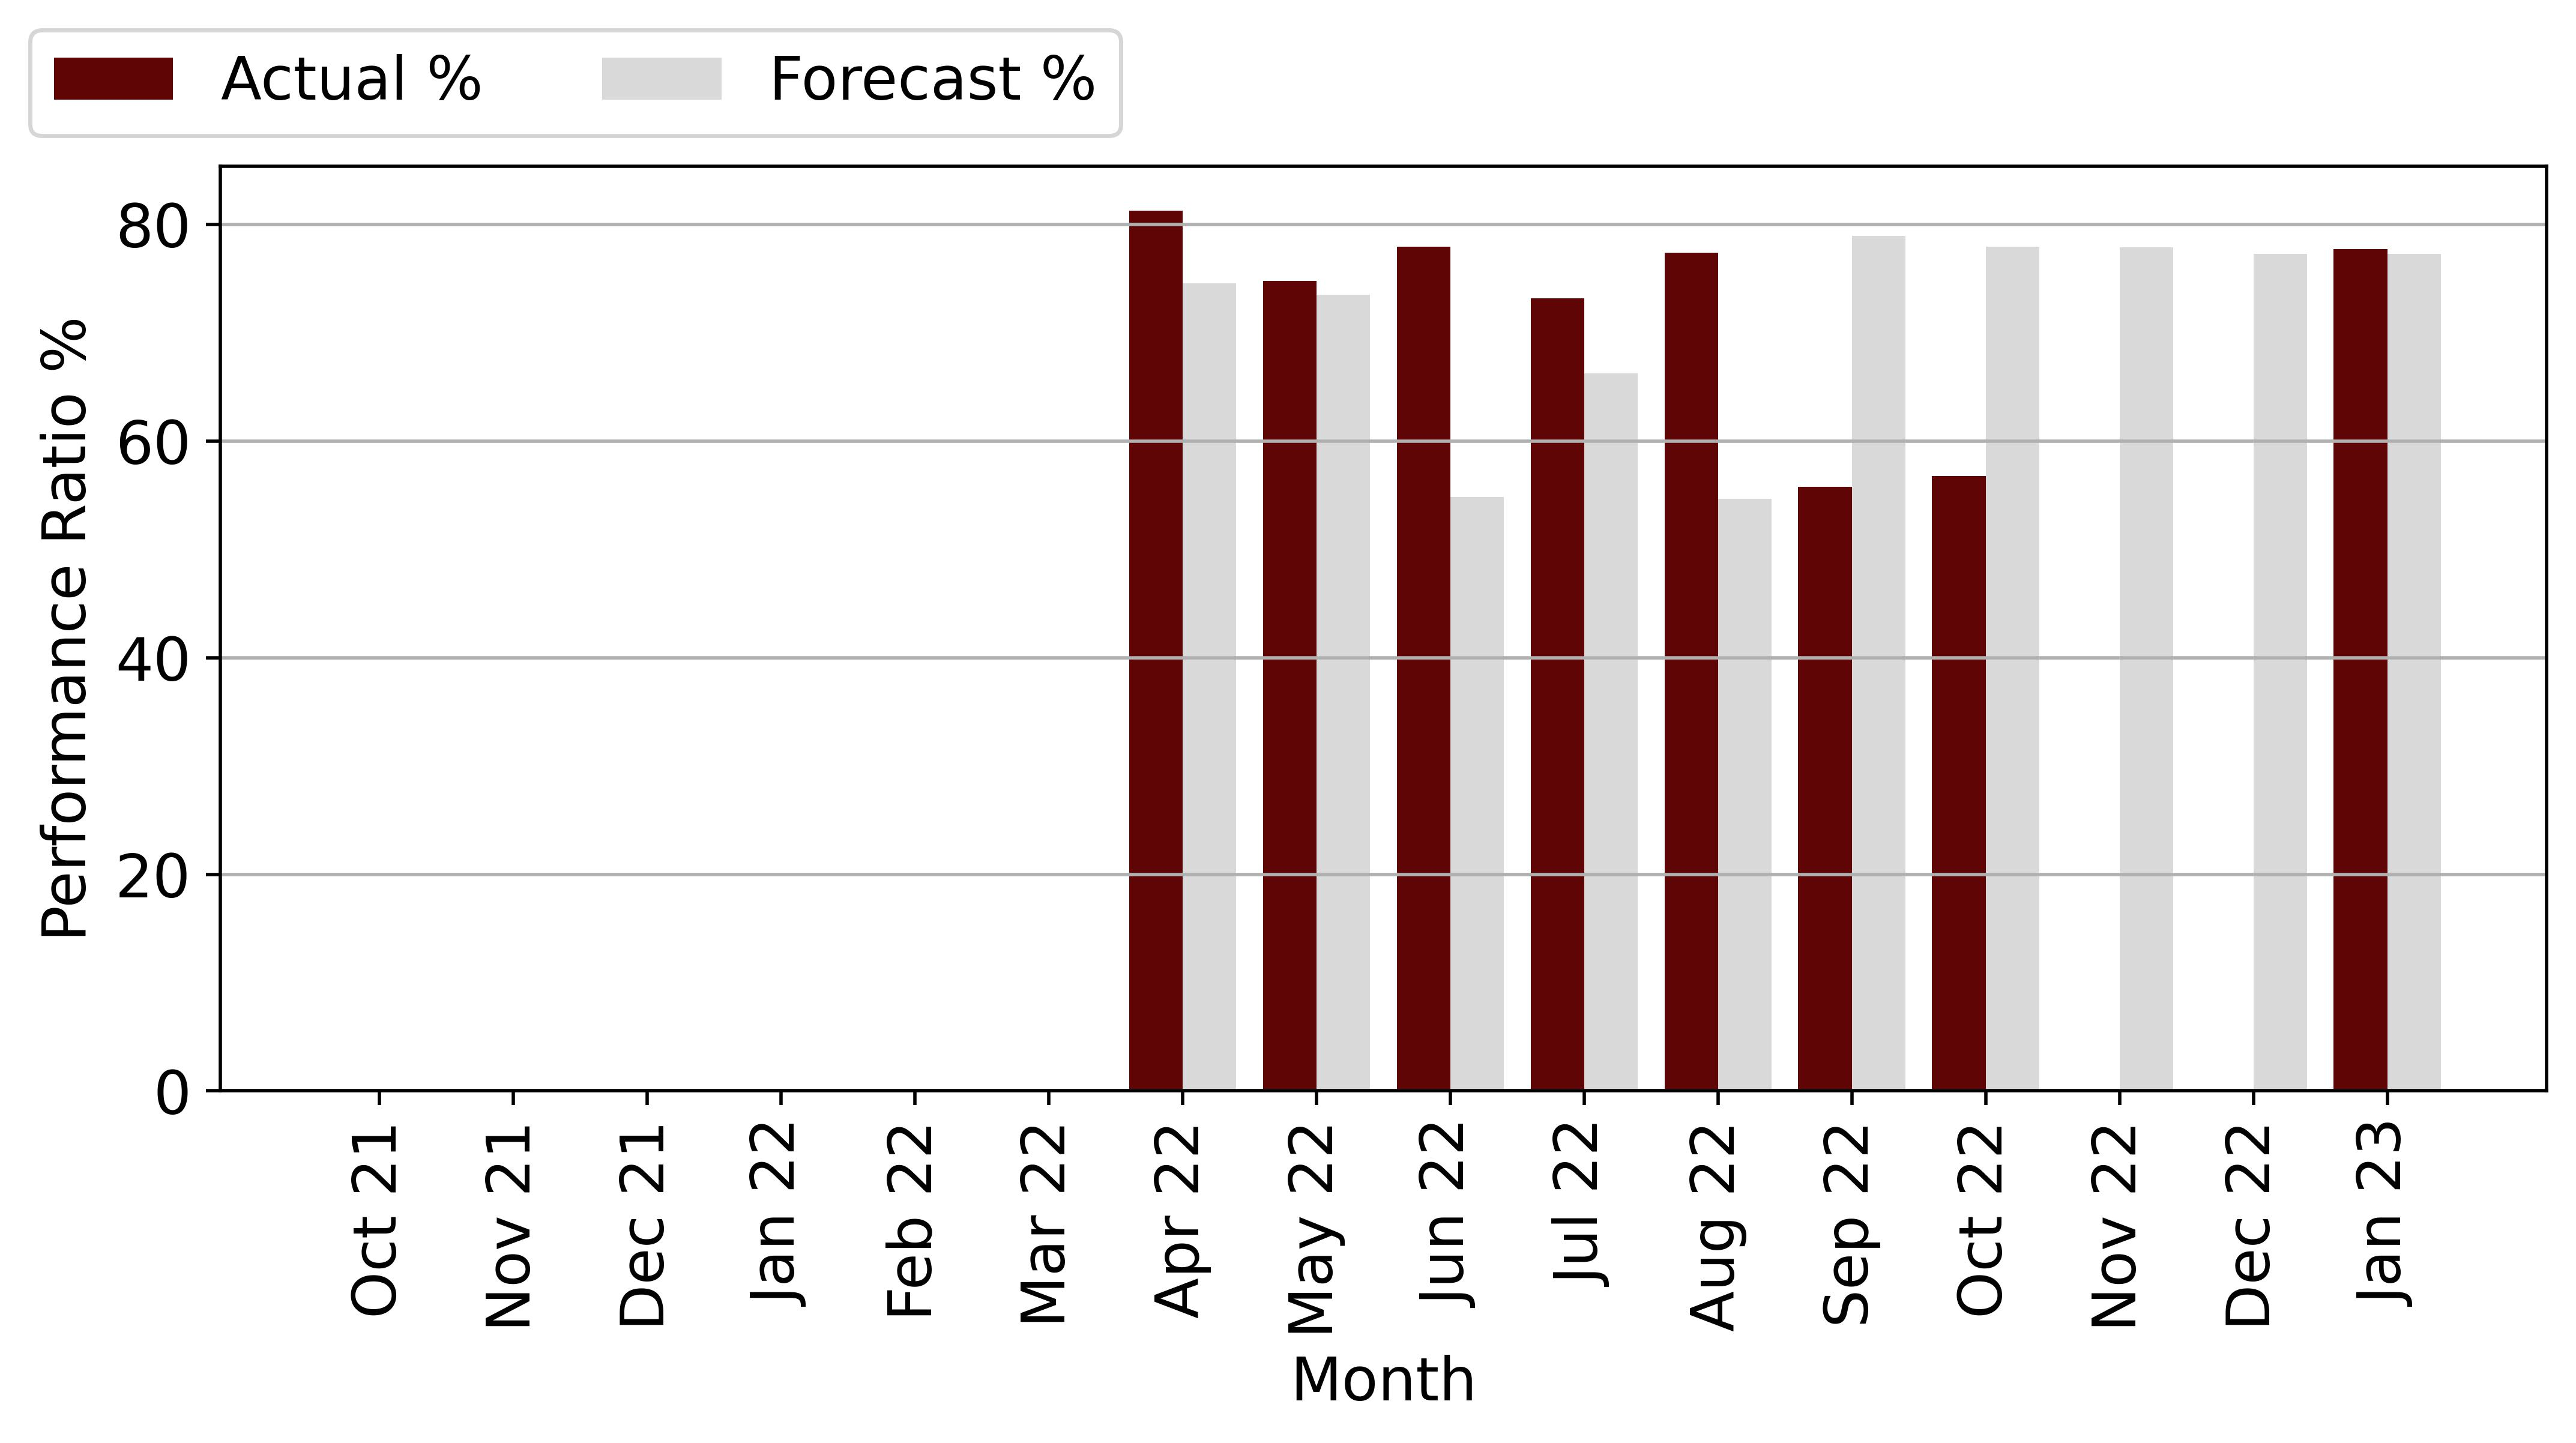 Actual % Forecast %
Performance Ratio %
80
60
40
20
0
Oct 21 Nov 21 Dec 21 Jan 22 Feb 22 Mar 22 Apr 22 May 22 Jun 22 Jul 22 Aug 22 Sep 22 Oct 22 Nov 22 Dec 22 Jan 23
Month